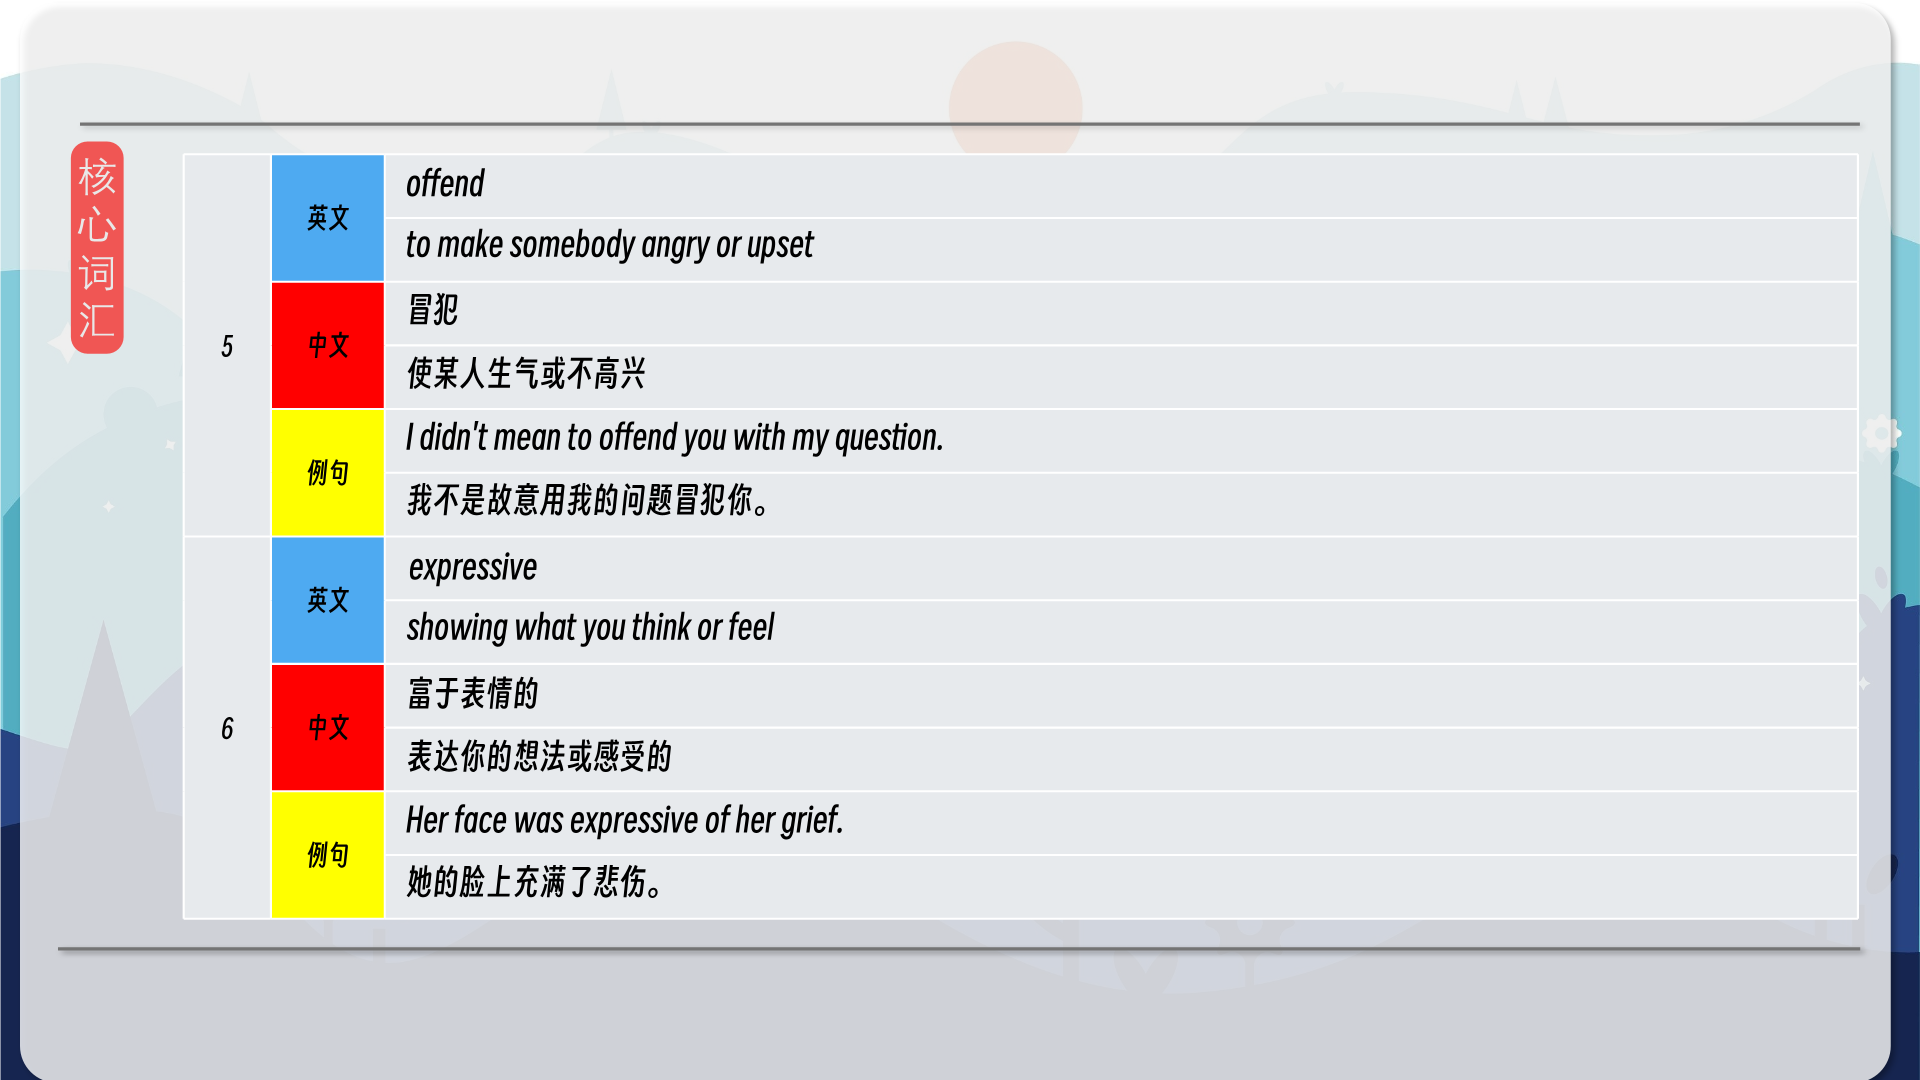 核心词汇
5
英文
offend
to make somebody angry or upset
中文
冒犯
使某人生气或不高兴
例句
I didn't mean to offend you with my question.
我不是故意用我的问题冒犯你。
6
英文
expressive
showing what you think or feel
中文
富于表情的
表达你的想法或感受的
例句
Her face was expressive of her grief.
她的脸上充满了悲伤。